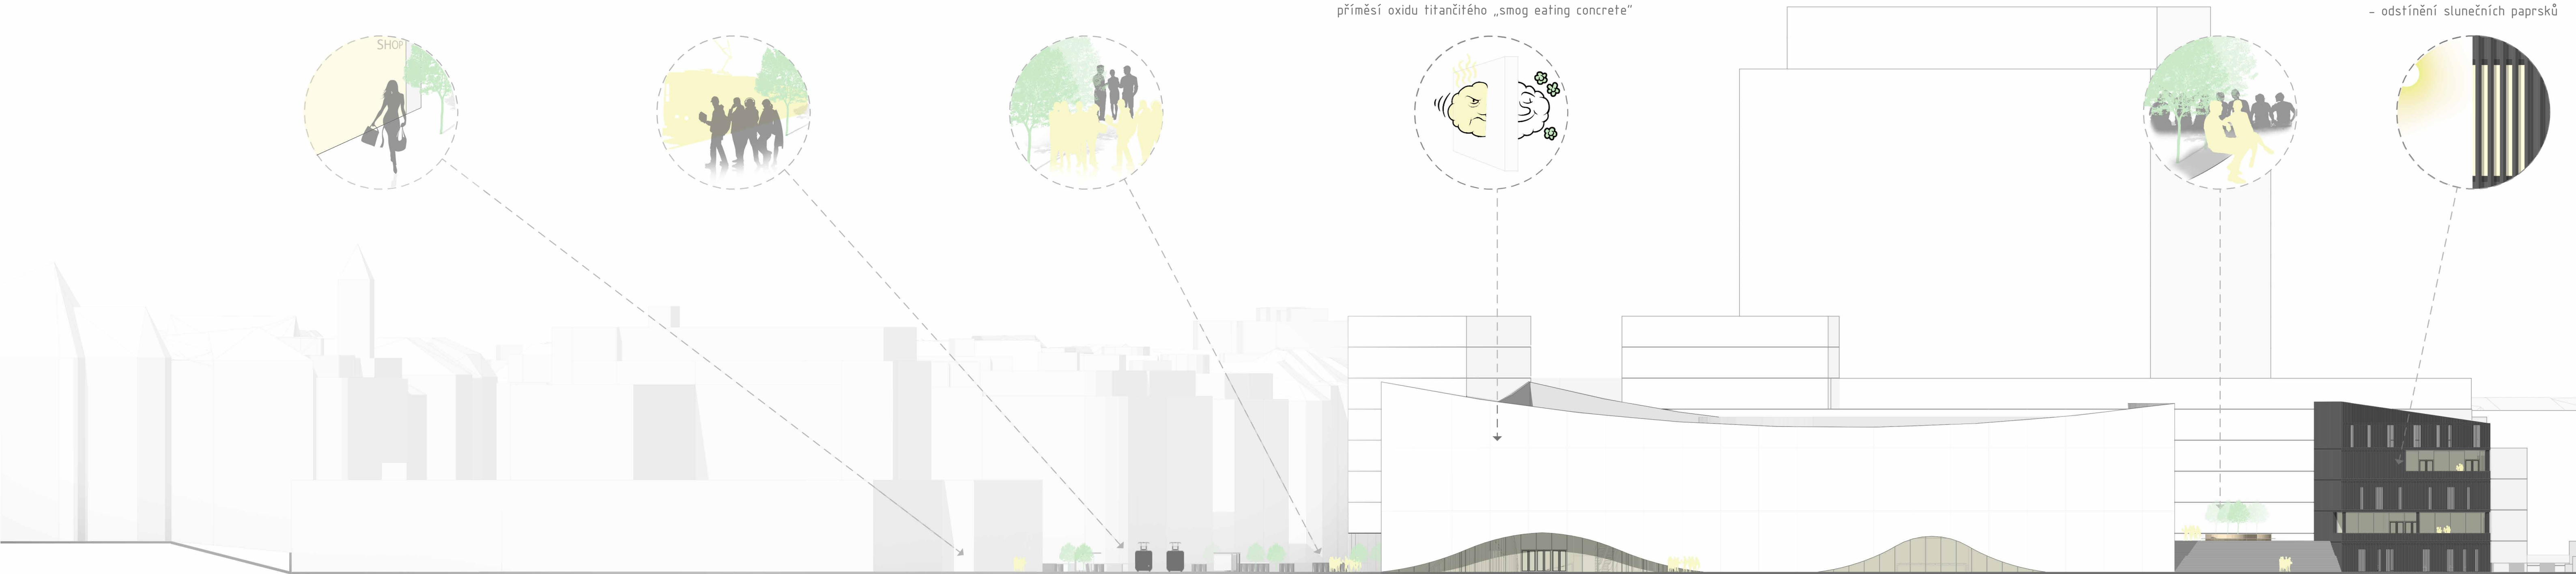 příměsí oxidu titančitého „smog eating concrete“
- odstínění slunečních paprsků
SHOP